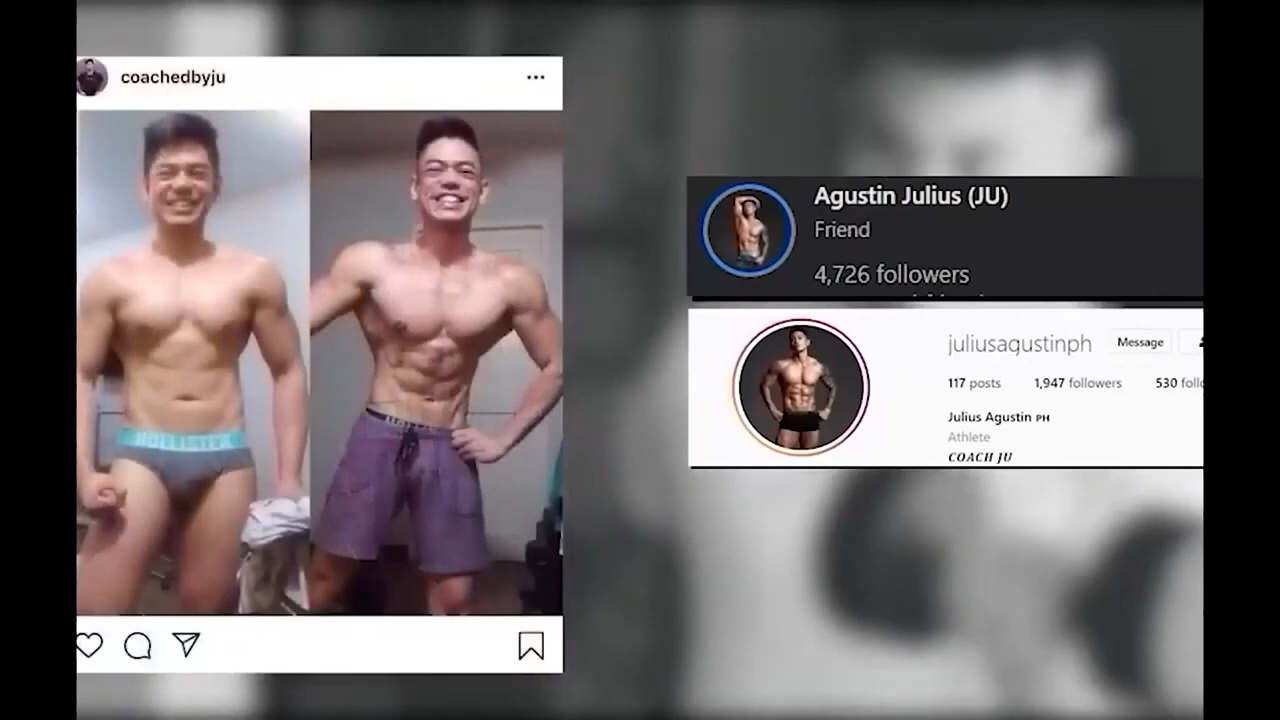 coachedbyju
HOLLISTER
Agustin Julius (JU)
Friend
4,726 followers
juliusagustinph
Message
117 posts
1,947 followers
530
Julius Agustin PH
Athlete
COACH JU